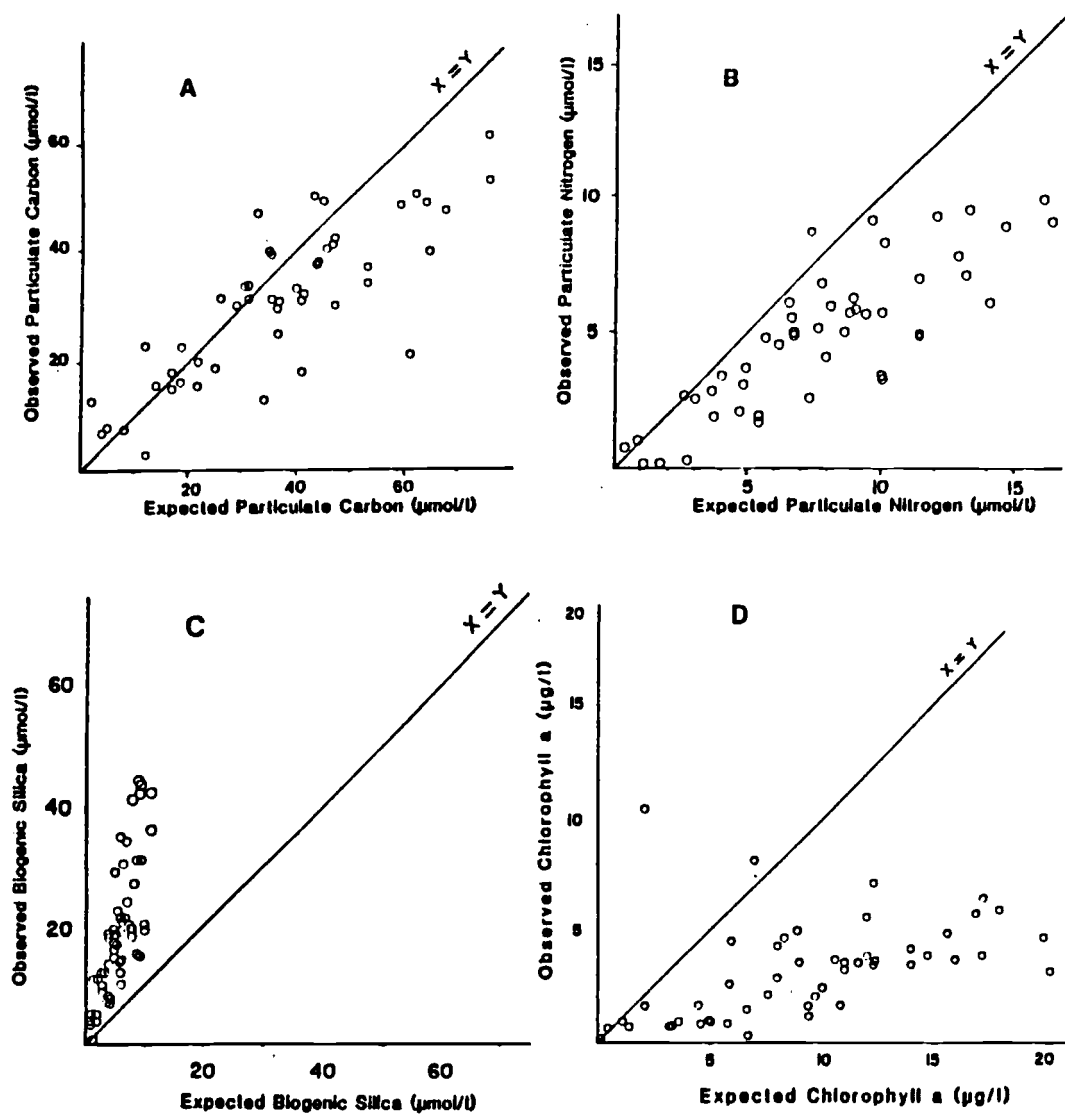 A
X = Y
Observed Particulate Carbon (µmol/l)
60
40
20
20
40
60
Expected Particulate Carbon (µmol/l)
B
X = Y
Observed Particulate Nitrogen (µmol/l)
15
10
5
5
10
15
Expected Particulate Nitrogen (µmol/l)
C
X = Y
Observed Biogenic Silica (µmol/l)
60
40
20
20
40
60
Expected Biogenic Silica (µmol/l)
D
X = Y
Observed Chlorophyll a (µg/l)
20
15
10
5
5
10
15
20
Expected Chlorophyll a (µg/l)